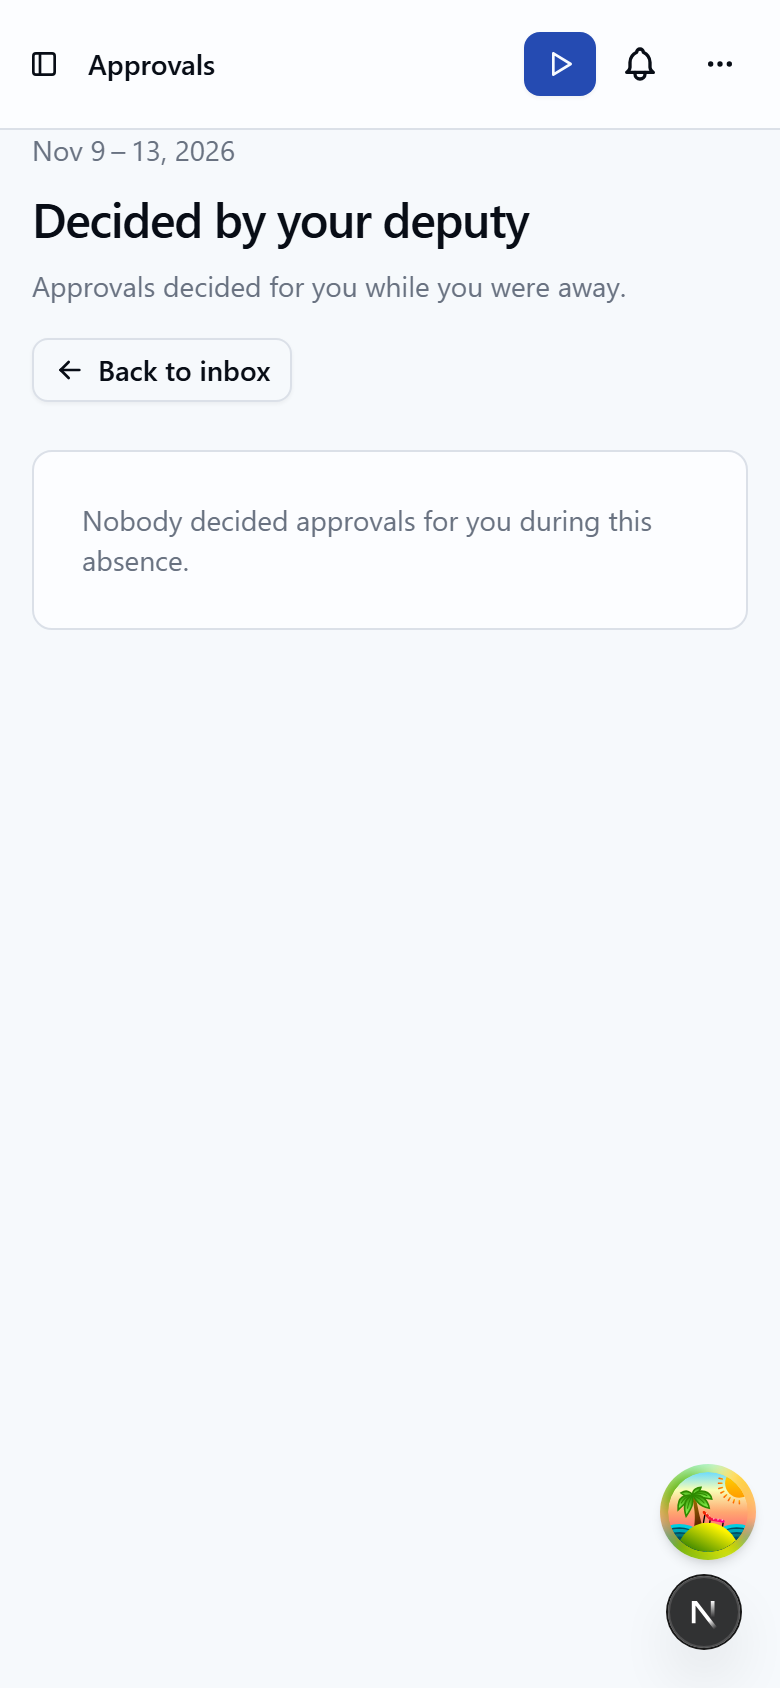 Approvals
Nov 9 – 13, 2026
Decided by your deputy
Approvals decided for you while you were away.
Back to inbox
Nobody decided approvals for you during this
absence.
N